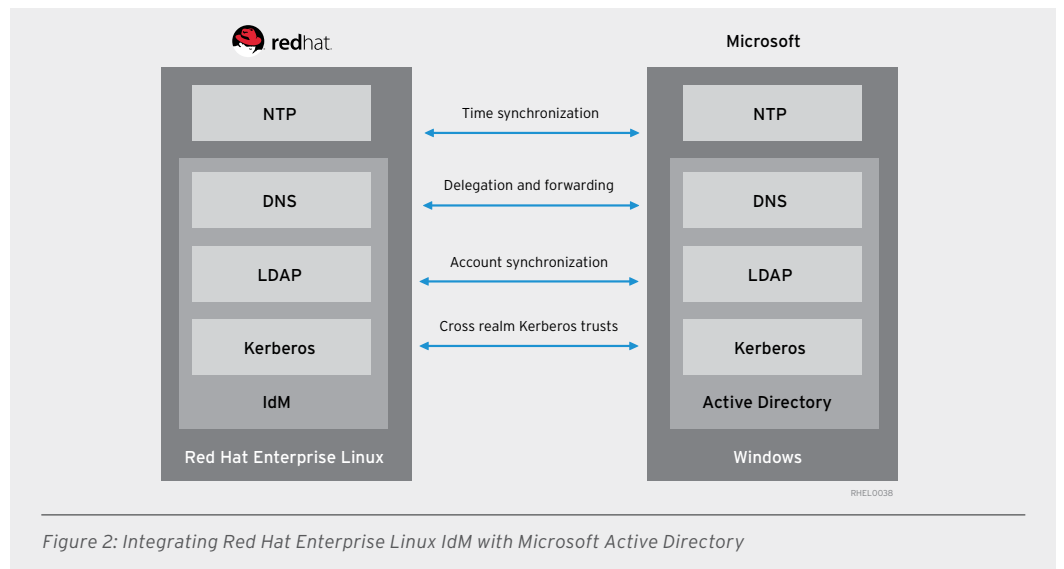 redhat.
Microsoft
NTP
Time synchronization
NTP
DNS
Delegation and forwarding
DNS
LDAP
Account synchronization
LDAP
Kerberos
Cross realm Kerberos trusts
Kerberos
IdM
Active Directory
Red Hat Enterprise Linux
Windows
RHEL0038
Figure 2: Integrating Red Hat Enterprise Linux IdM with Microsoft Active Directory